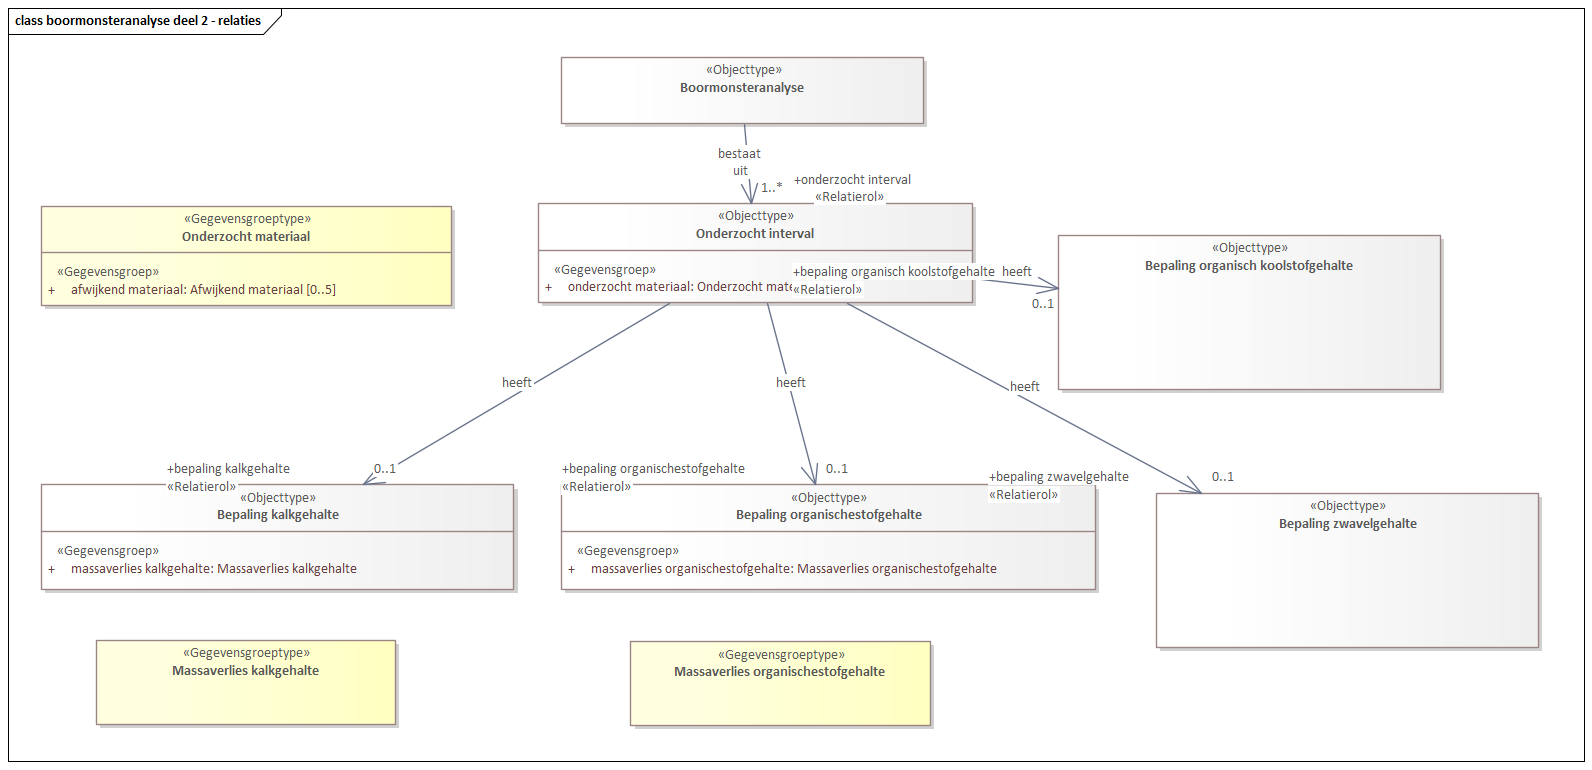 class boormonsteranalyse deel 2 - relaties
«Objecttype»
Boormonsteranalyse
bestaat
uit
1..*
+onderzocht interval
«Relatierol»
«Gegevensgroeptype»
Onderzocht materiaal
«Gegevensgroep»
+ afwijkend materiaal: Afwijkend materiaal [0..5]
«Objecttype»
Onderzocht interval
«Gegevensgroep»
+ onderzocht materiaal: Onderzocht mate
+bepaling organisch koolstofgehalte heeft
«Relatierol»
0..1
«Objecttype»
Bepaling organisch koolstofgehalte
heeft
heeft
heeft
+bepaling kalkgehalte
«Relatierol»
0..1
«Objecttype»
Bepaling kalkgehalte
«Gegevensgroep»
+ massaverlies kalkgehalte: Massaverlies kalkgehalte
+bepaling organischestofgehalte
«Relatierol»
0..1
«Objecttype»
Bepaling organischestofgehalte
«Gegevensgroep»
+ massaverlies organischestofgehalte: Massaverlies organischestofgehalte
+bepaling zwavelgehalte
«Relatierol»
0..1
«Objecttype»
Bepaling zwavelgehalte
«Gegevensgroeptype»
Massaverlies kalkgehalte
«Gegevensgroeptype»
Massaverlies organischestofgehalte